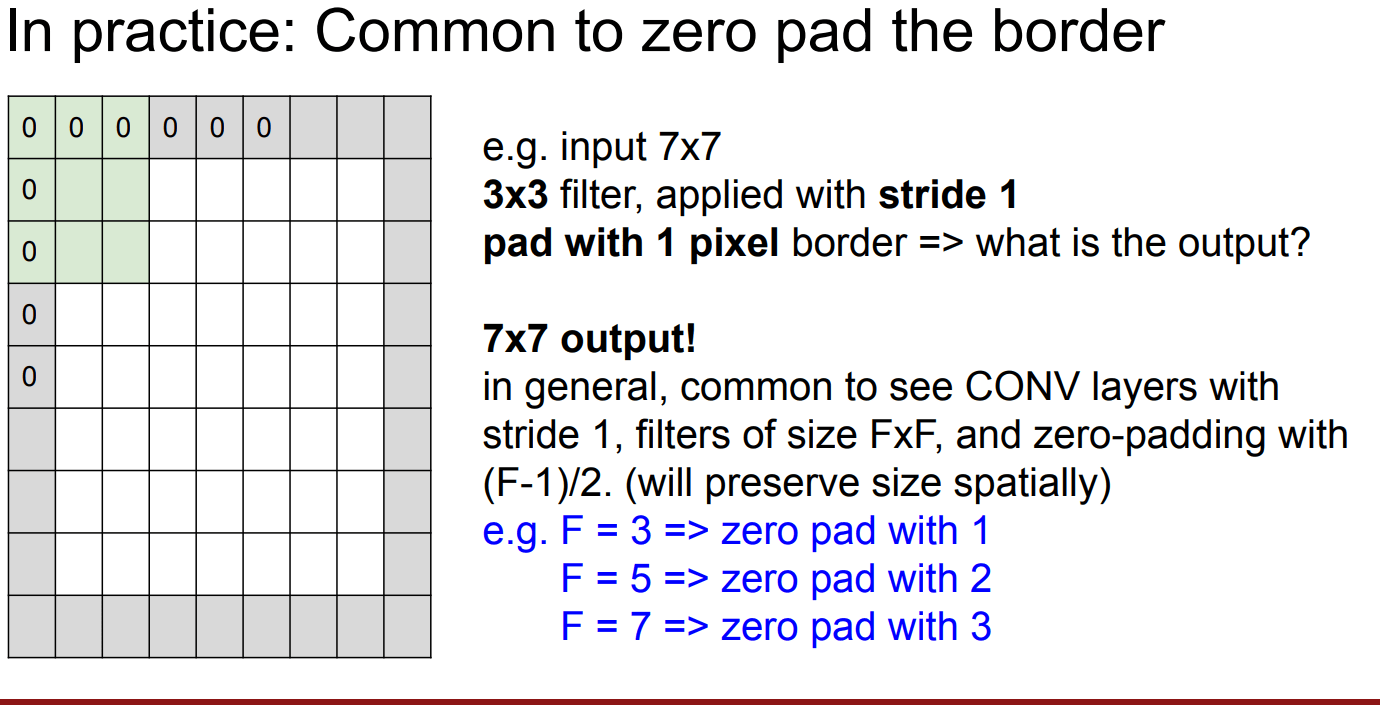 In practice: Common to zero pad the border
0 0 0 0 0 0
0
0
0
0
e.g. input 7x7
3x3 filter, applied with stride 1
pad with 1 pixel border => what is the output?
7x7 output!
in general, common to see CONV layers with
stride 1, filters of size FxF, and zero-padding with
(F-1)/2. (will preserve size spatially)
e.g. F = 3 => zero pad with 1
F = 5 => zero pad with 2
F = 7 => zero pad with 3